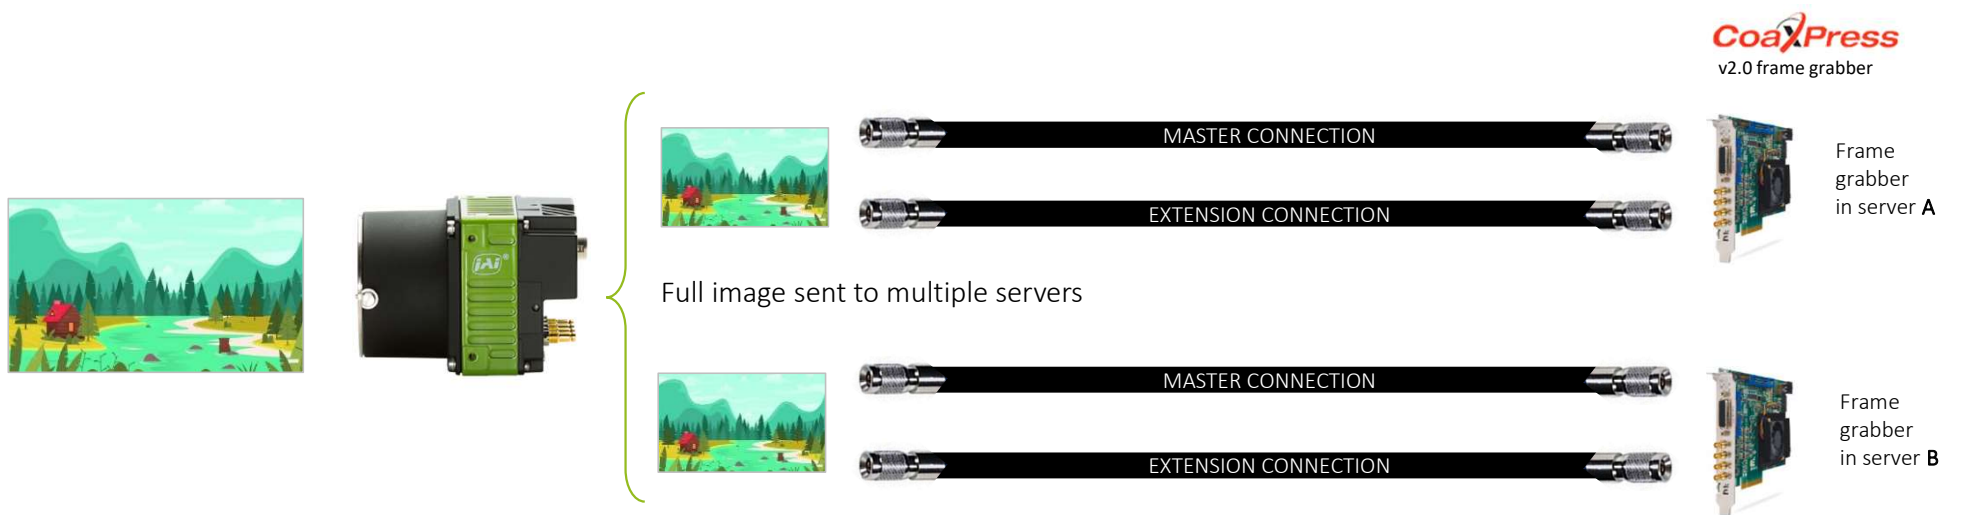 CoaXPress
v2.0 frame grabber
MASTER CONNECTION
EXTENSION CONNECTION
Frame
grabber
in server A
JAI
Full image sent to multiple servers
MASTER CONNECTION
EXTENSION CONNECTION
Frame
grabber
in server B